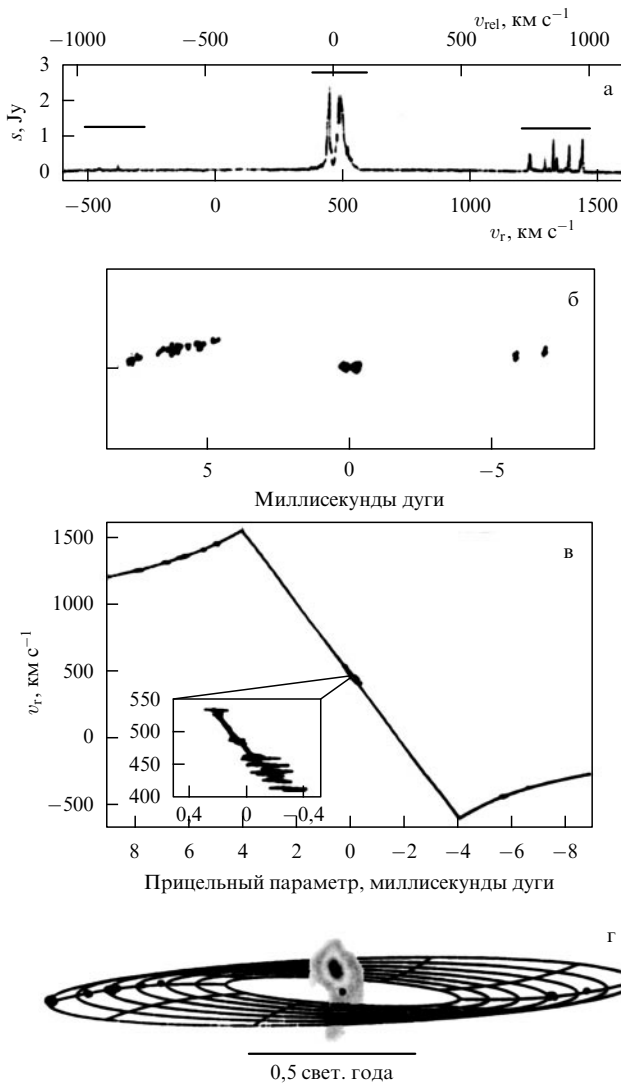 −1000 −500 0 500 1000
v_rel, км с⁻¹
а
3
2
1
0
s, Jy
−500 0 500 1000 1500
v_r, км с⁻¹
б
5 0 −5
Миллисекунды дуги
в
1500
1000
500
0
−500
v_r, км с⁻¹
550
500
450
400
0,4 0 −0,4
8 6 4 2 0 −2 −4 −6 −8
Прицельный параметр, миллисекунды дуги
г
0,5 свет. года